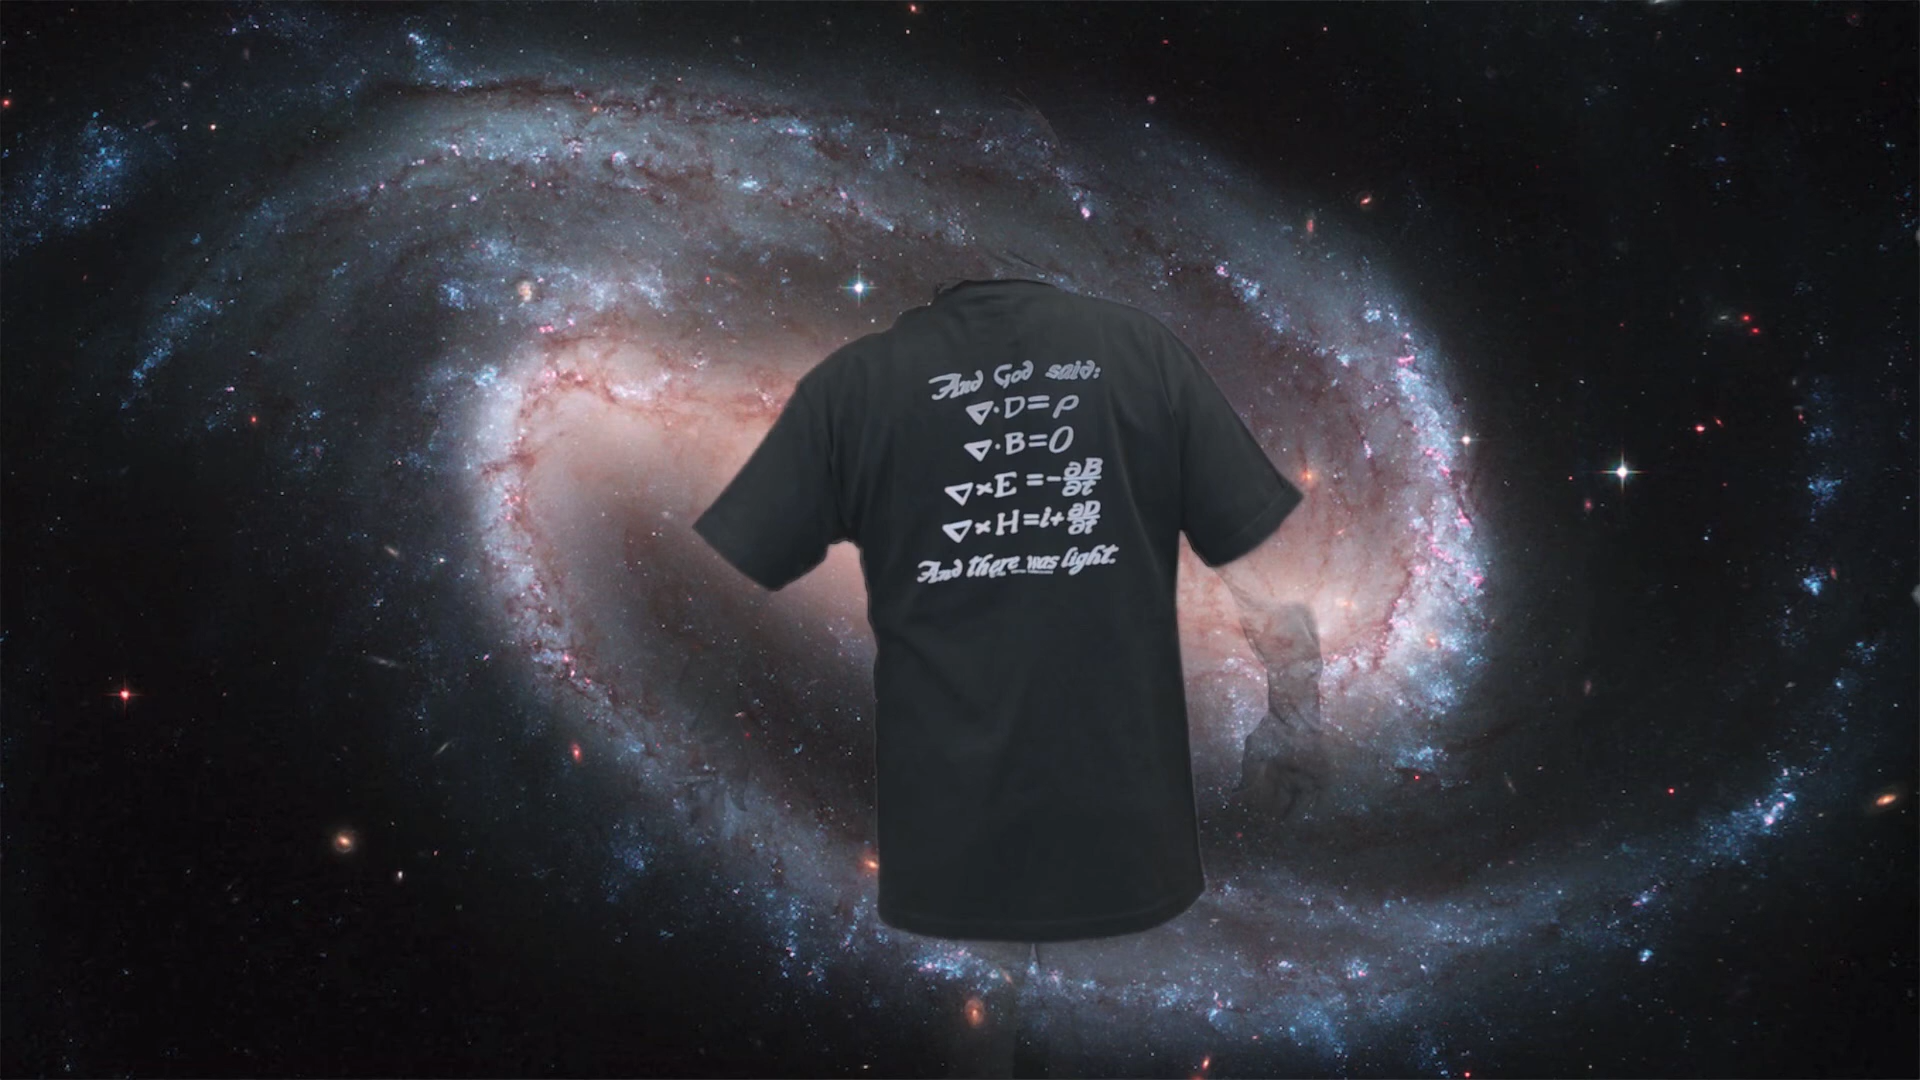 And God said:
∇·D=ρ
∇·B=0
∇×E=-∂B/∂t
∇×H=i+∂D/∂t
And there was light.